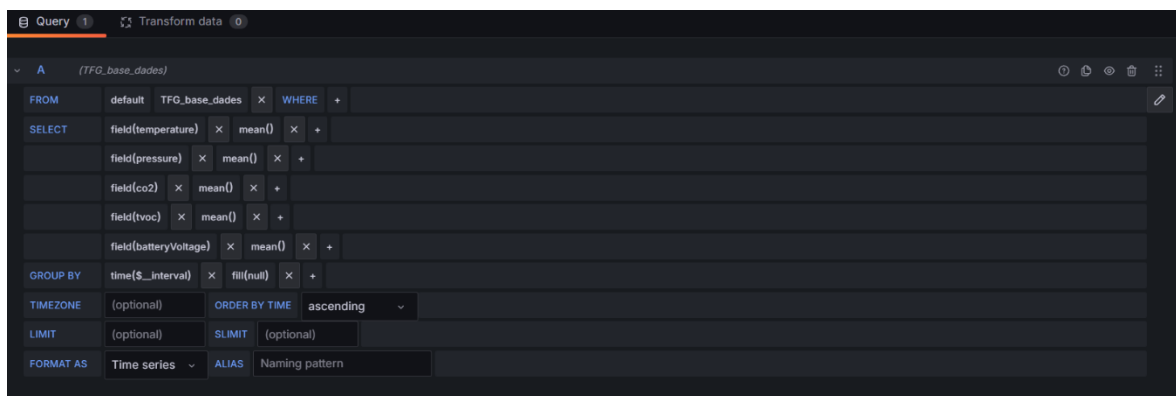 Query 1 Transform data 0
A (TFG_base_dades)
FROM default TFG_base_dades × WHERE +
SELECT field(temperature) × mean() × +
field(pressure) × mean() × +
field(co2) × mean() × +
field(tvoc) × mean() × +
field(batteryVoltage) × mean() × +
GROUP BY time($__interval) × fill(null) × +
TIMEZONE (optional) ORDER BY TIME ascending
LIMIT (optional) SLIMIT (optional)
FORMAT AS Time series ALIAS Naming pattern